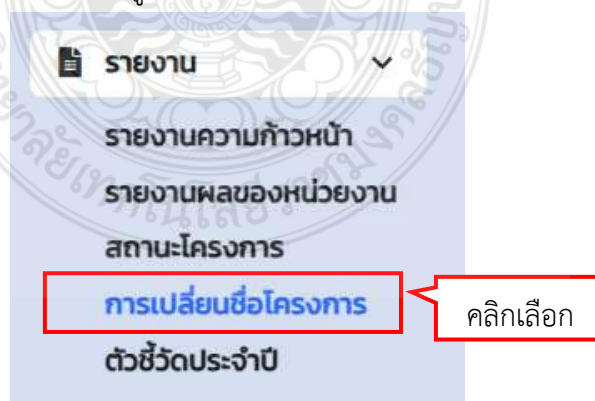 รายงาน
รายงานความก้าวหน้า
รายงานผลของหน่วยงาน
สถานะโครงการ
การเปลี่ยนชื่อโครงการ
คลิกเลือก
ตัวชี้วัดประจำปี